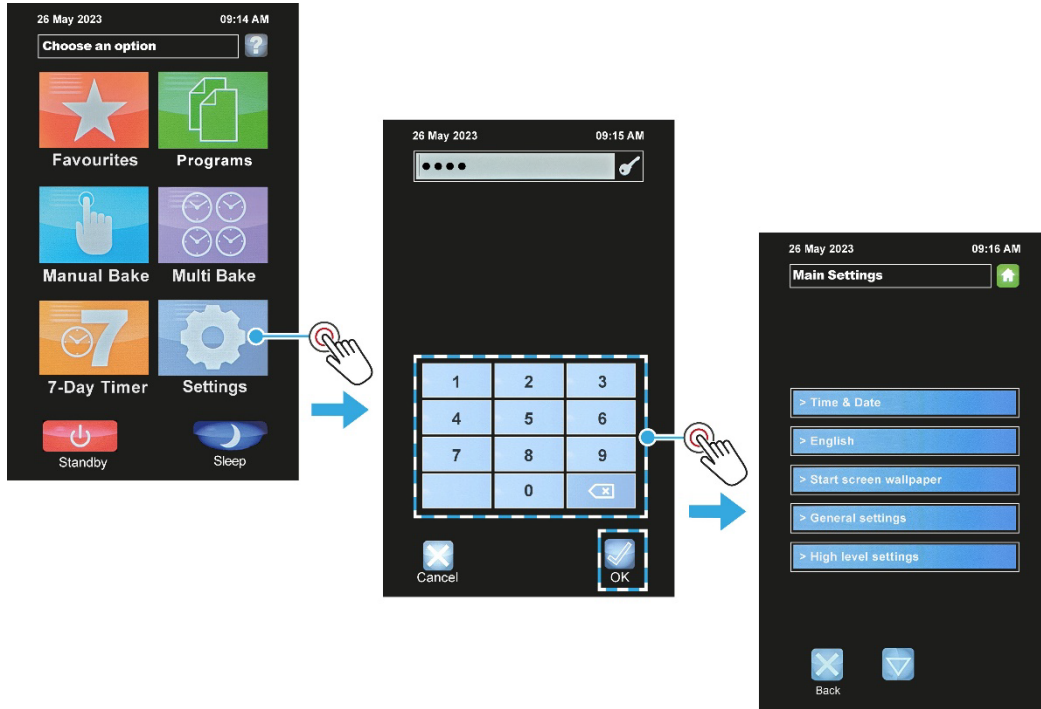 26 May 2023 09:14 AM
Choose an option ?
Favourites Programs
Manual Bake Multi Bake
7
7-Day Timer Settings
Standby Sleep
26 May 2023 09:15 AM
1 2 3
4 5 6
7 8 9
0
Cancel OK
26 May 2023 09:16 AM
Main Settings
> Time & Date
> English
> Start screen wallpaper
> General settings
> High level settings
Back